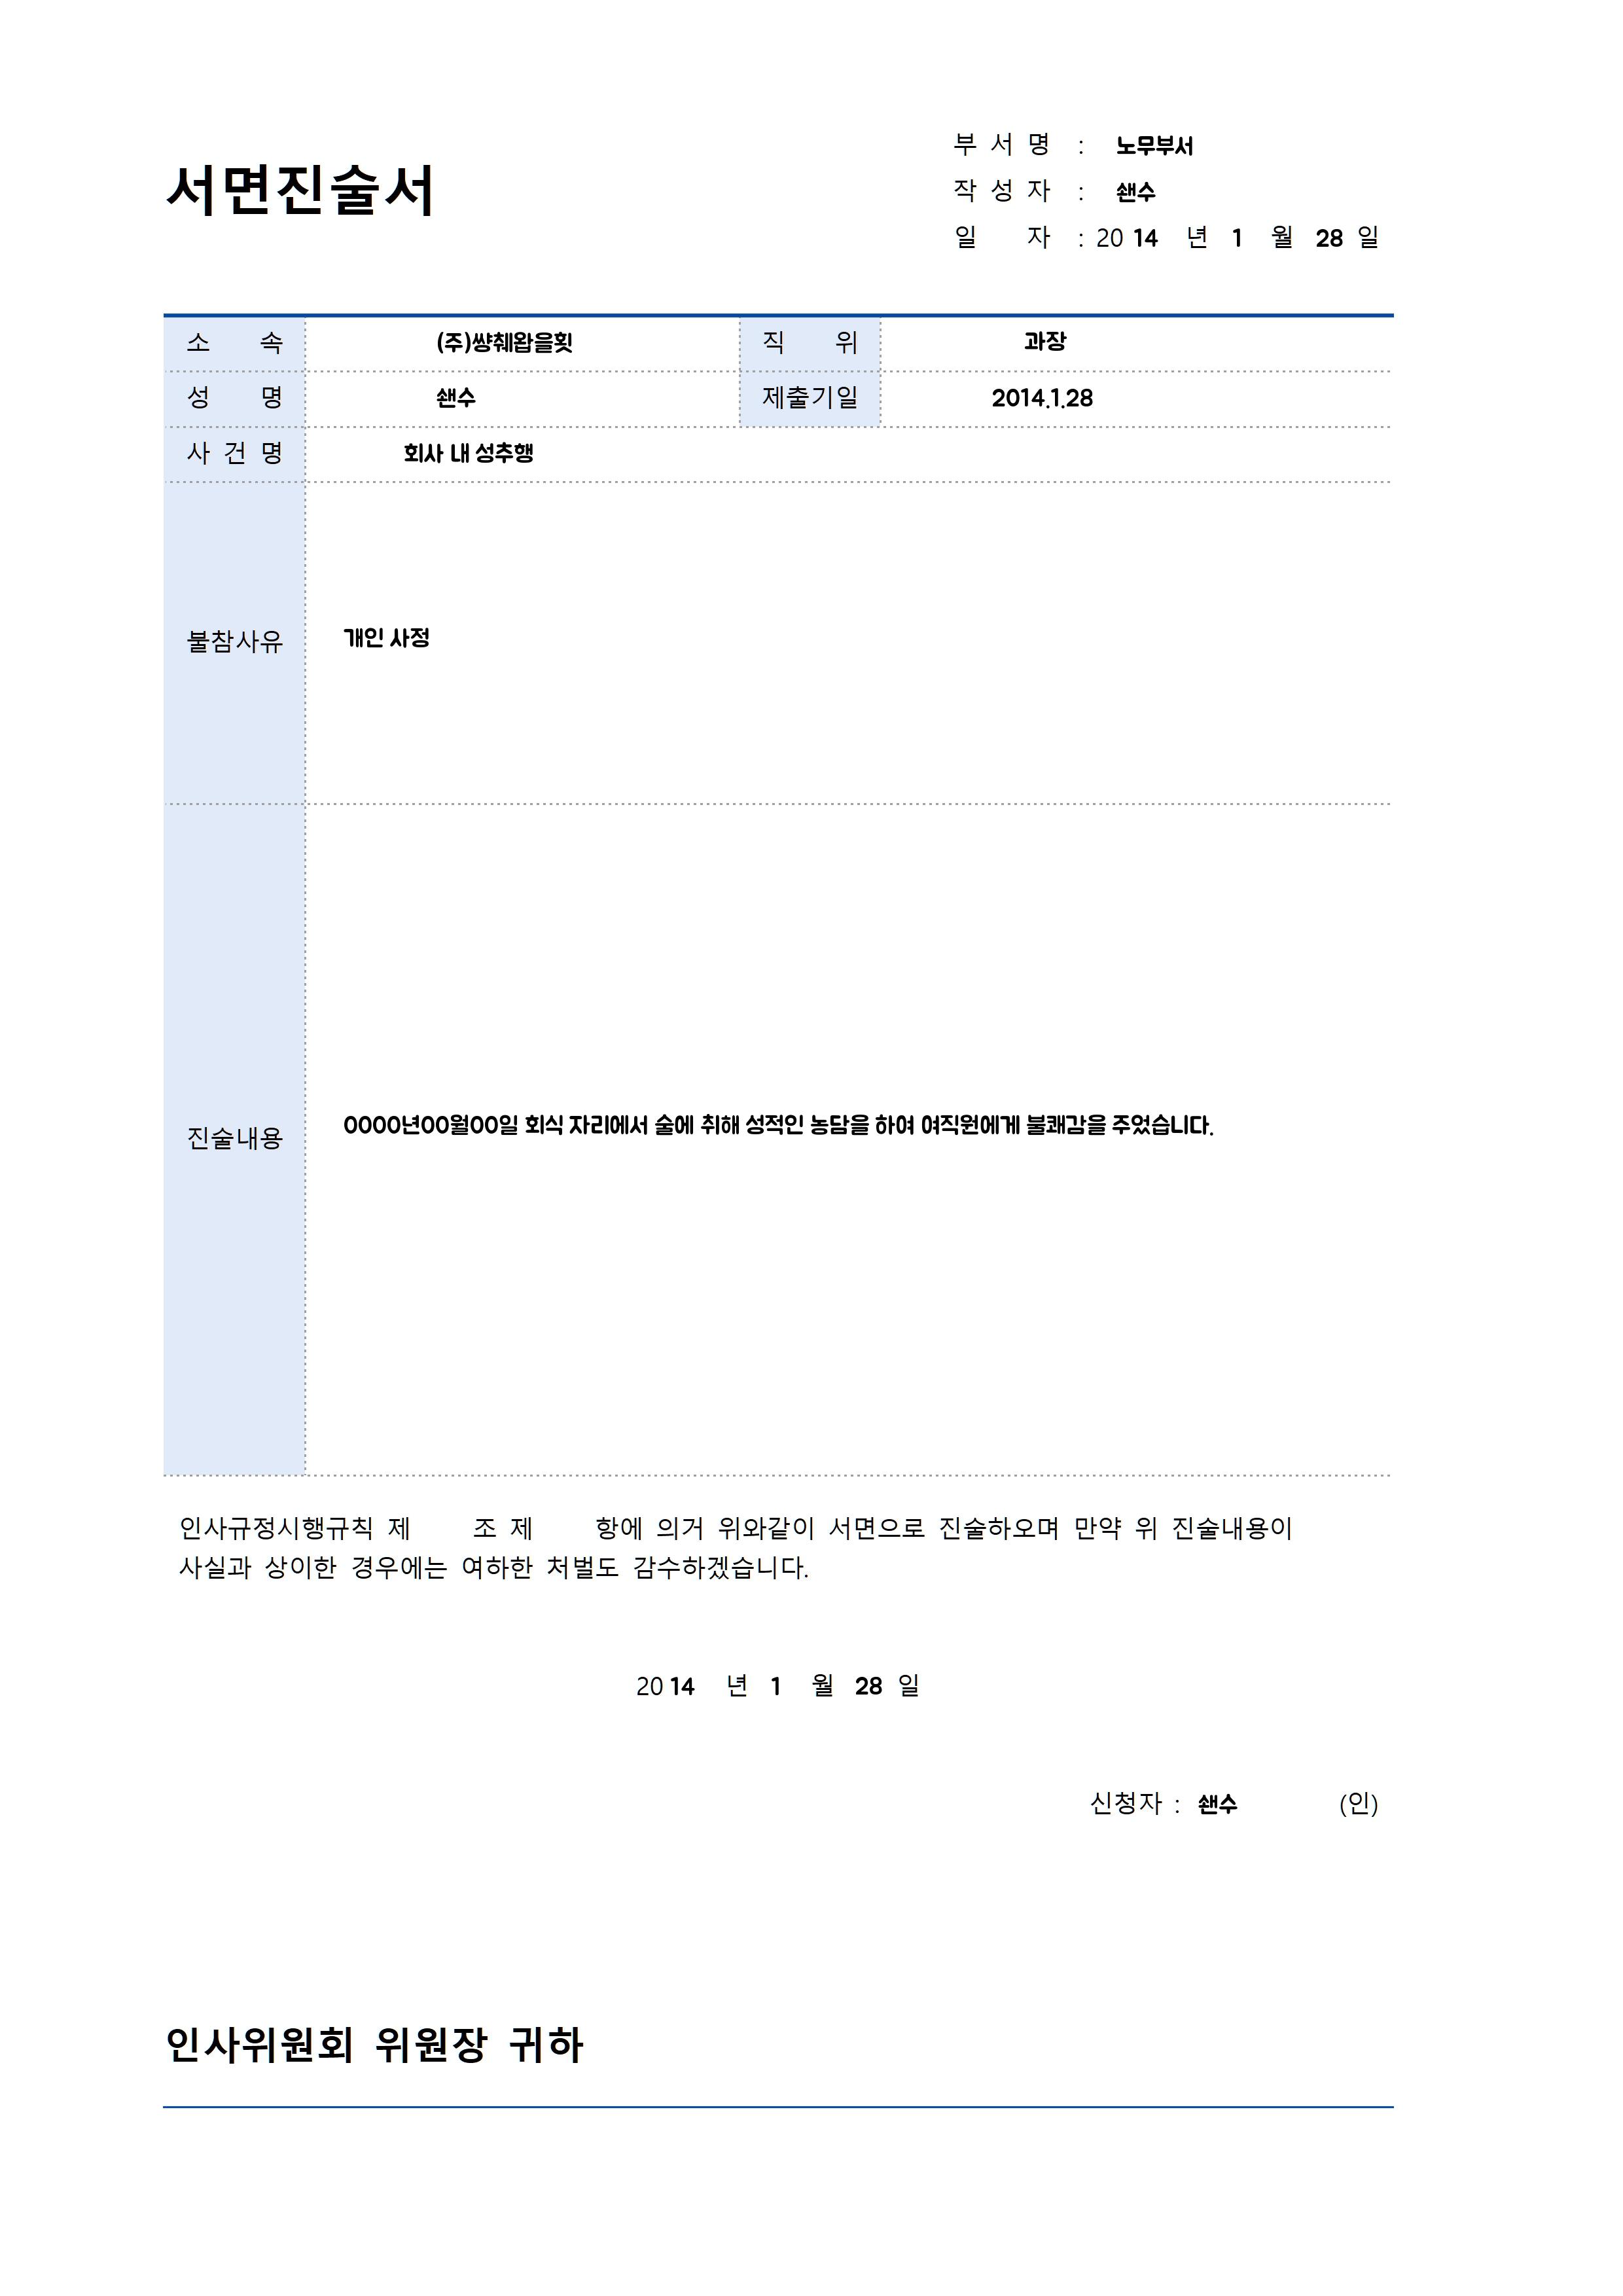 부 서 명 : 노무부서
서면진술서
작 성 자 : 쇈수
일 자 : 20 14 년 1 월 28 일
소 속 (주)쌍췌왑을횟 직 위 과장
성 명 쇈수 제출기일 2014.1.28
사 건 명 회사 내 성추행
불참사유 개인 사정
진술내용 0000년00월00일 회식 자리에서 술에 취해 성적인 농담을 하여 여직원에게 불쾌감을 주었습니다.
인사규정시행규칙 제 조 제 항에 의거 위와같이 서면으로 진술하오며 만약 위 진술내용이
사실과 상이한 경우에는 여하한 처벌도 감수하겠습니다.
20 14 년 1 월 28 일
신청자 : 쇈수 (인)
인사위원회 위원장 귀하